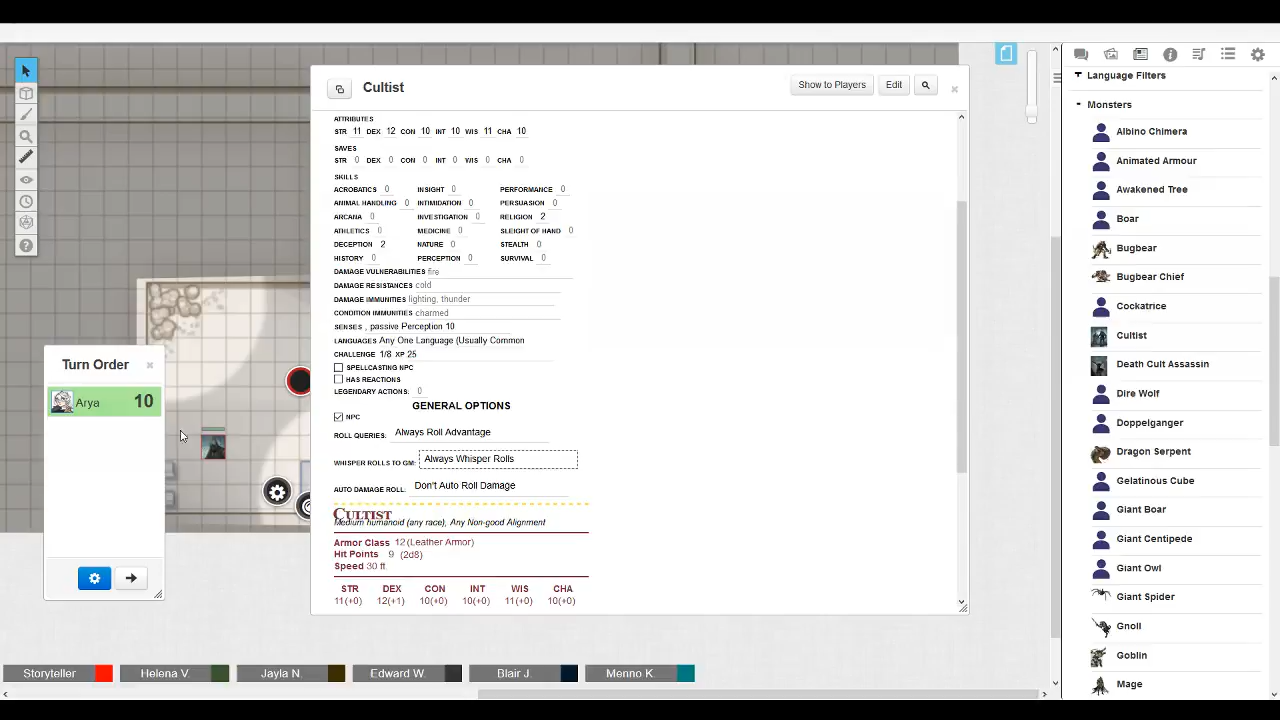 Cultist
Show to Players
Edit
ATTRIBUTES
STR 11 DEX 12 CON 10 INT 10 WIS 11 CHA 10
SAVES
STR 0 DEX 0 CON 0 INT 0 WIS 0 CHA 0
SKILLS
ACROBATICS 0 INSIGHT 0 PERFORMANCE 0
ANIMAL HANDLING 0 INTIMIDATION 0 PERSUASION 0
ARCANA 0 INVESTIGATION 0 RELIGION 2
ATHLETICS 0 MEDICINE 0 SLEIGHT OF HAND 0
DECEPTION 2 NATURE 0 STEALTH 0
HISTORY 0 PERCEPTION 0 SURVIVAL 0
DAMAGE VULNERABILITIES fire
DAMAGE RESISTANCES cold
DAMAGE IMMUNITIES lighting, thunder
CONDITION IMMUNITIES charmed
SENSES , passive Perception 10
LANGUAGES Any One Language (Usually Common
CHALLENGE 1/8 XP 25
SPELLCASTING NPC
HAS REACTIONS
LEGENDARY ACTIONS: 0
GENERAL OPTIONS
NPC
ROLL QUERIES: Always Roll Advantage
WHISPER ROLLS TO GM: Always Whisper Rolls
AUTO DAMAGE ROLL: Don't Auto Roll Damage
CULTIST
Medium humanoid (any race), Any Non-good Alignment
Armor Class 12 (Leather Armor)
Hit Points 9 (2d8)
Speed 30 ft.
STR DEX CON INT WIS CHA
11(+0) 12(+1) 10(+0) 10(+0) 11(+0) 10(+0)
Turn Order
Arya 10
Language Filters
Monsters
Albino Chimera
Animated Armour
Awakened Tree
Boar
Bugbear
Bugbear Chief
Cockatrice
Cultist
Death Cult Assassin
Dire Wolf
Doppelganger
Dragon Serpent
Gelatinous Cube
Giant Boar
Giant Centipede
Giant Owl
Giant Spider
Gnoll
Goblin
Mage
Storyteller
Helena V.
Jayla N.
Edward W.
Blair J.
Menno K.